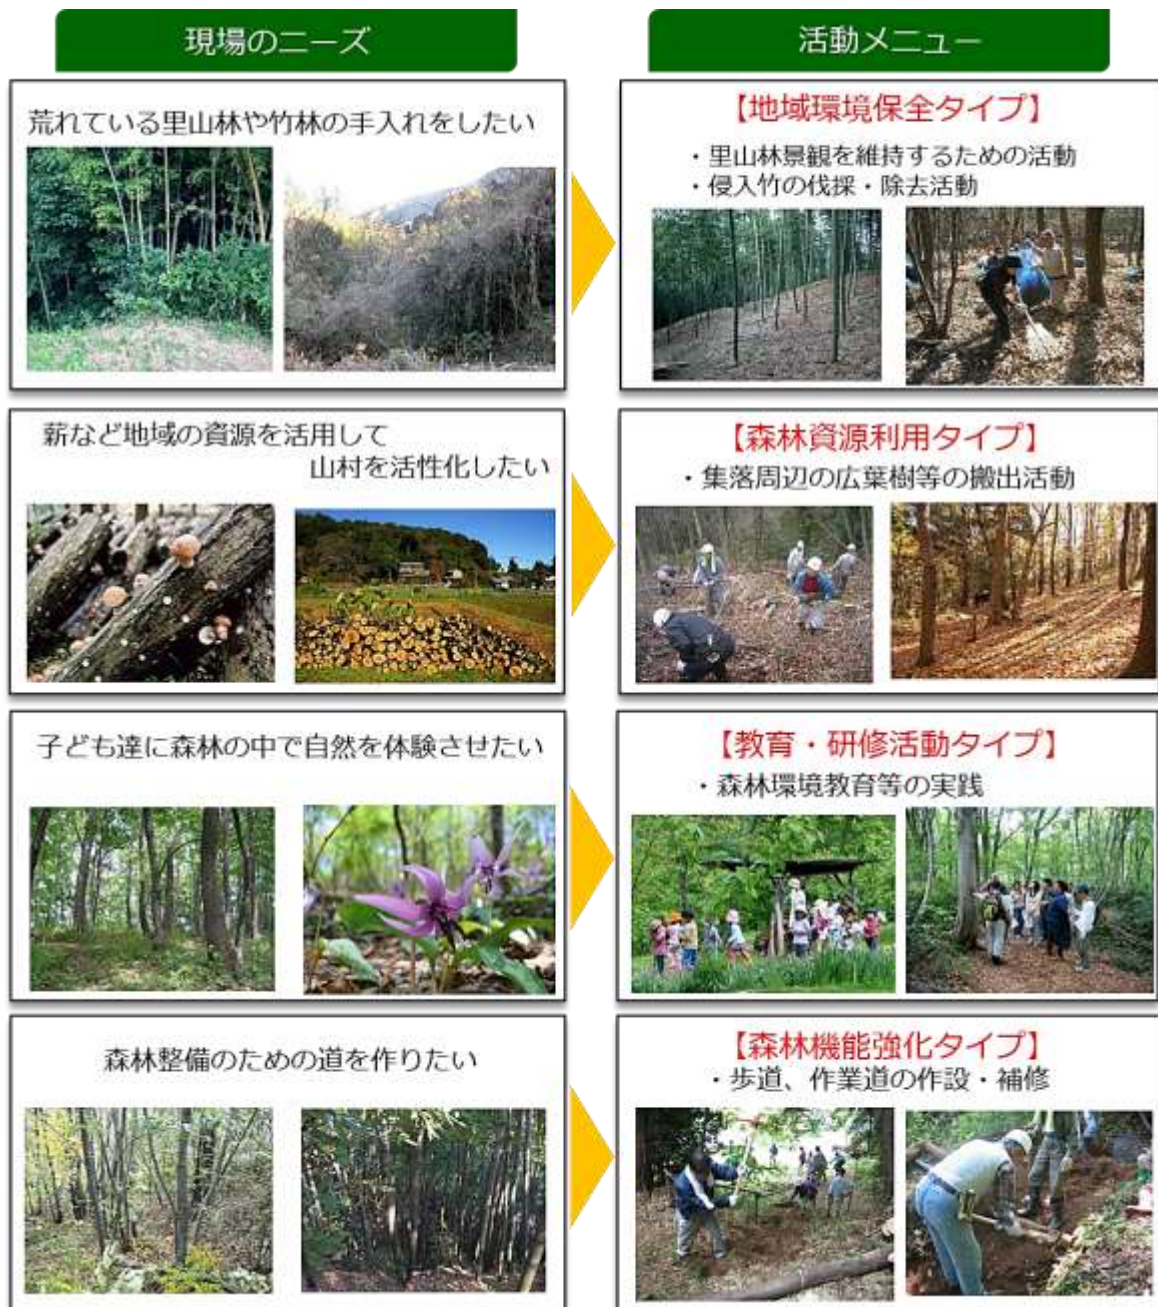 現場のニーズ
活動メニュー
荒れている里山林や竹林の手入れをしたい
【地域環境保全タイプ】
・里山林景観を維持するための活動
・侵入竹の伐採・除去活動
薪など地域の資源を活用して
山村を活性化したい
【森林資源利用タイプ】
・集落周辺の広葉樹等の搬出活動
子ども達に森林の中で自然を体験させたい
【教育・研修活動タイプ】
・森林環境教育等の実践
森林整備のための道を作りたい
【森林機能強化タイプ】
・歩道、作業道の作設・補修